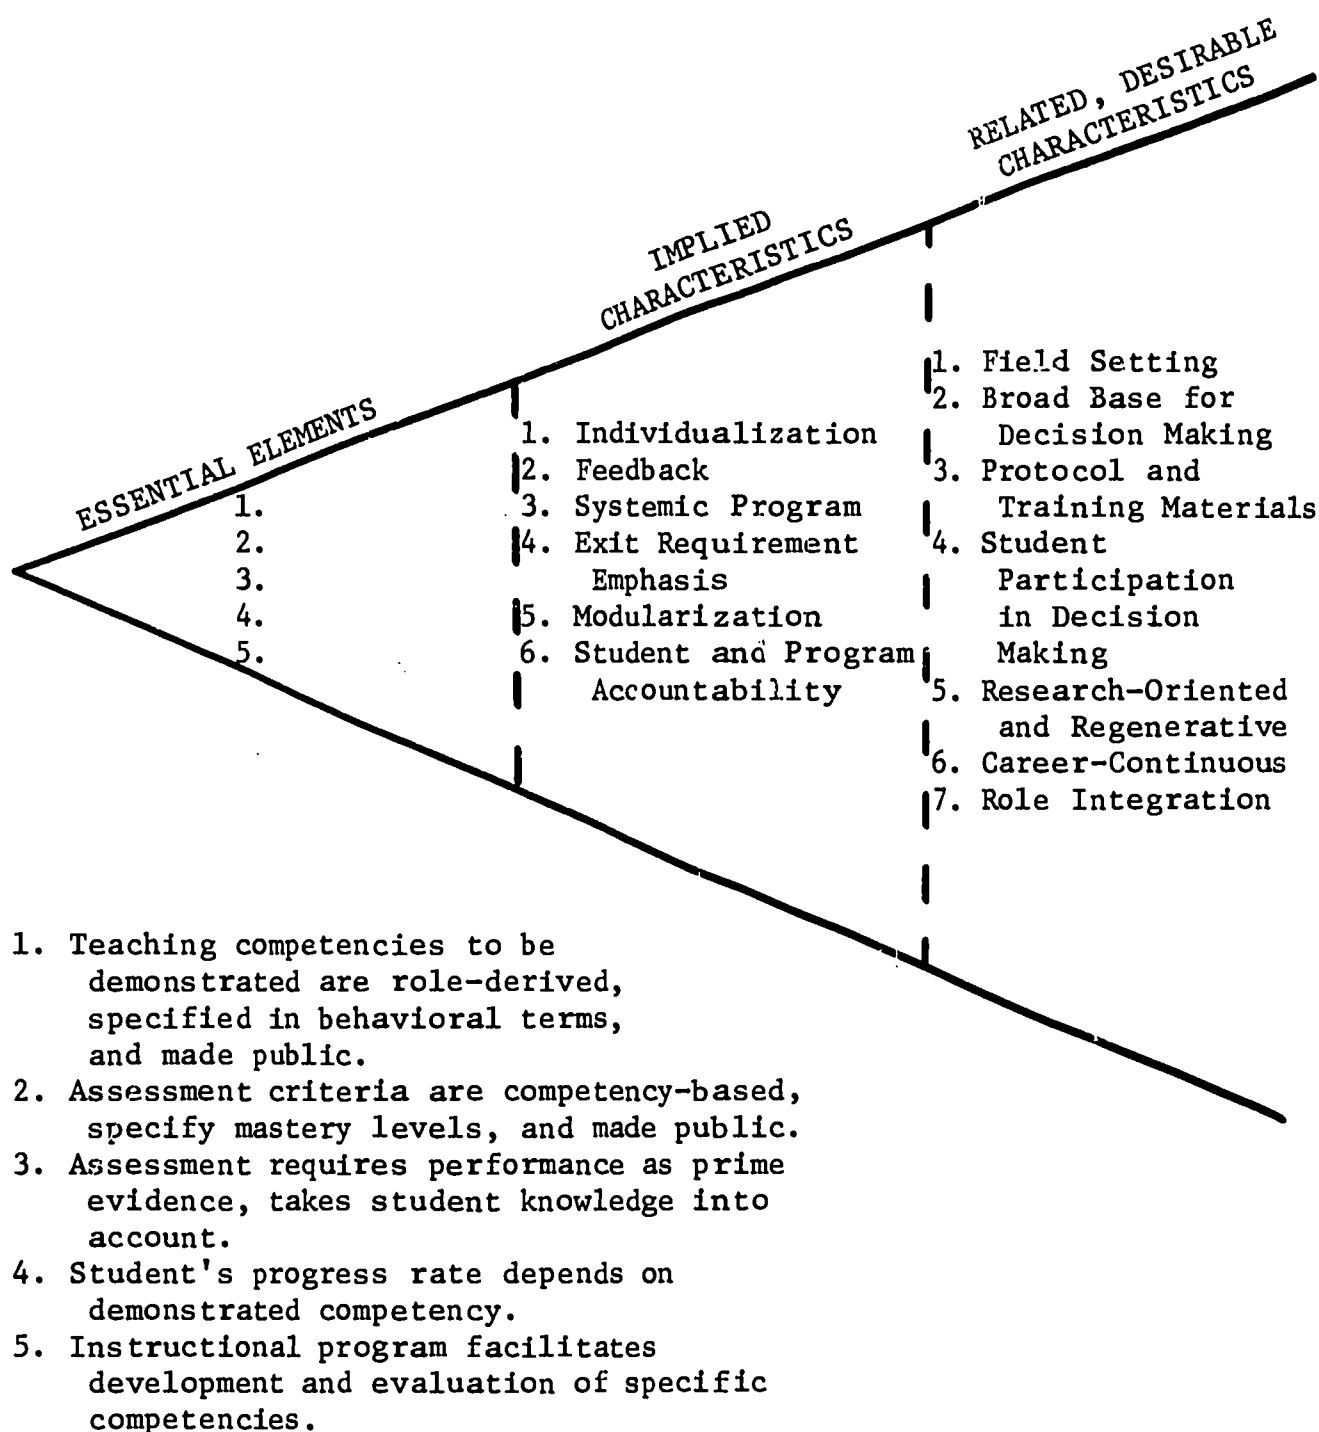 RELATED, DESIRABLE
CHARACTERISTICS
IMPLIED
CHARACTERISTICS
ESSENTIAL ELEMENTS
1.
2.
3.
4.
5.
1. Individualization
2. Feedback
3. Systemic Program
4. Exit Requirement
Emphasis
5. Modularization
6. Student and Program
Accountability
1. Field Setting
2. Broad Base for
Decision Making
3. Protocol and
Training Materials
4. Student
Participation
in Decision
Making
5. Research-Oriented
and Regenerative
6. Career-Continuous
7. Role Integration
1. Teaching competencies to be
demonstrated are role-derived,
specified in behavioral terms,
and made public.
2. Assessment criteria are competency-based,
specify mastery levels, and made public.
3. Assessment requires performance as prime
evidence, takes student knowledge into
account.
4. Student's progress rate depends on
demonstrated competency.
5. Instructional program facilitates
development and evaluation of specific
competencies.